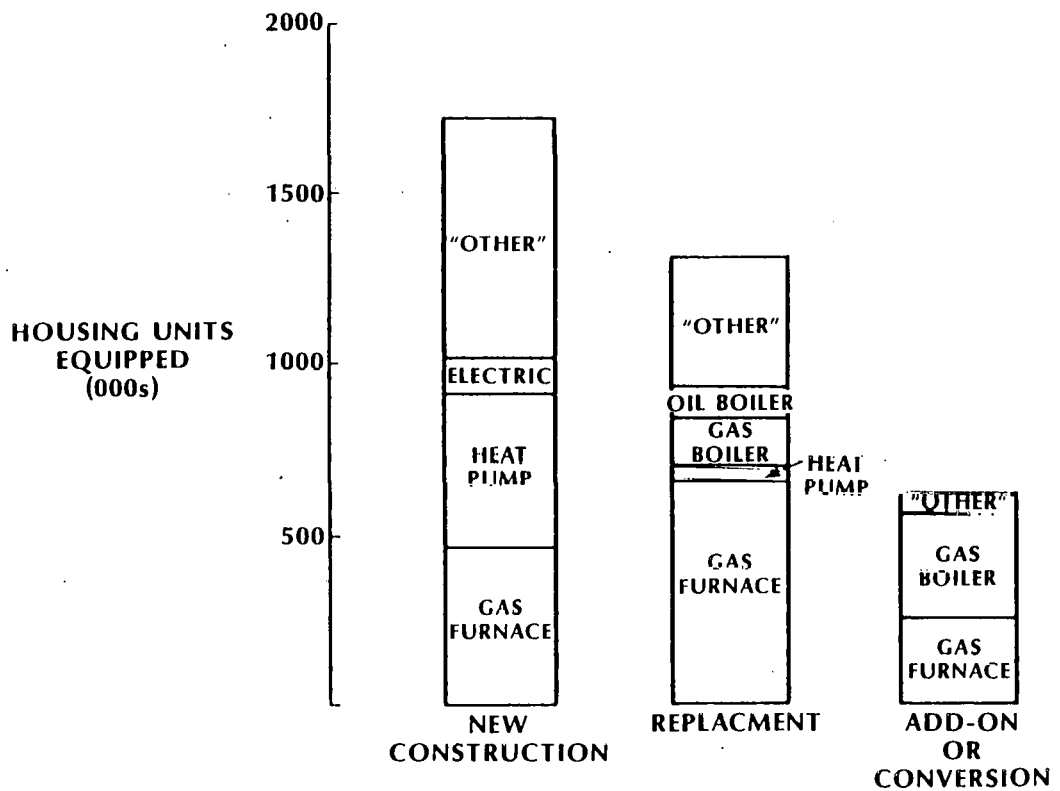 2000
1500
1000
500
HOUSING UNITS
EQUIPPED
(000s)
"OTHER"
ELECTRIC
HEAT
PUMP
GAS
FURNACE
NEW
CONSTRUCTION
"OTHER"
OIL BOILER
GAS
BOILER
HEAT
PUMP
GAS
FURNACE
REPLACMENT
"OTHER"
GAS
BOILER
GAS
FURNACE
ADD-ON
OR
CONVERSION